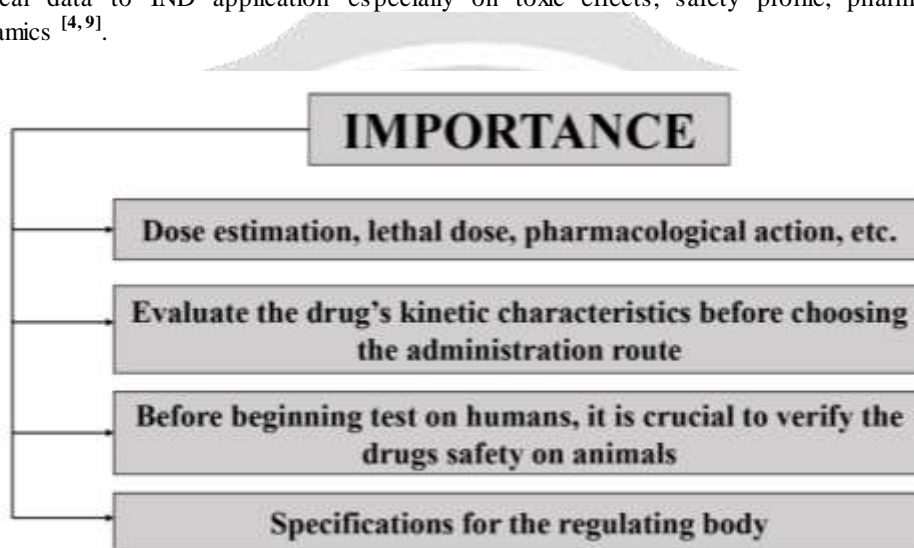 cal data to IND application especially on toxic effects, safety profile, pharm
amics [4,9].
IMPORTANCE
Dose estimation, lethal dose, pharmacological action, etc.
Evaluate the drug's kinetic characteristics before choosing
the administration route
Before beginning test on humans, it is crucial to verify the
drugs safety on animals
Specifications for the regulating body